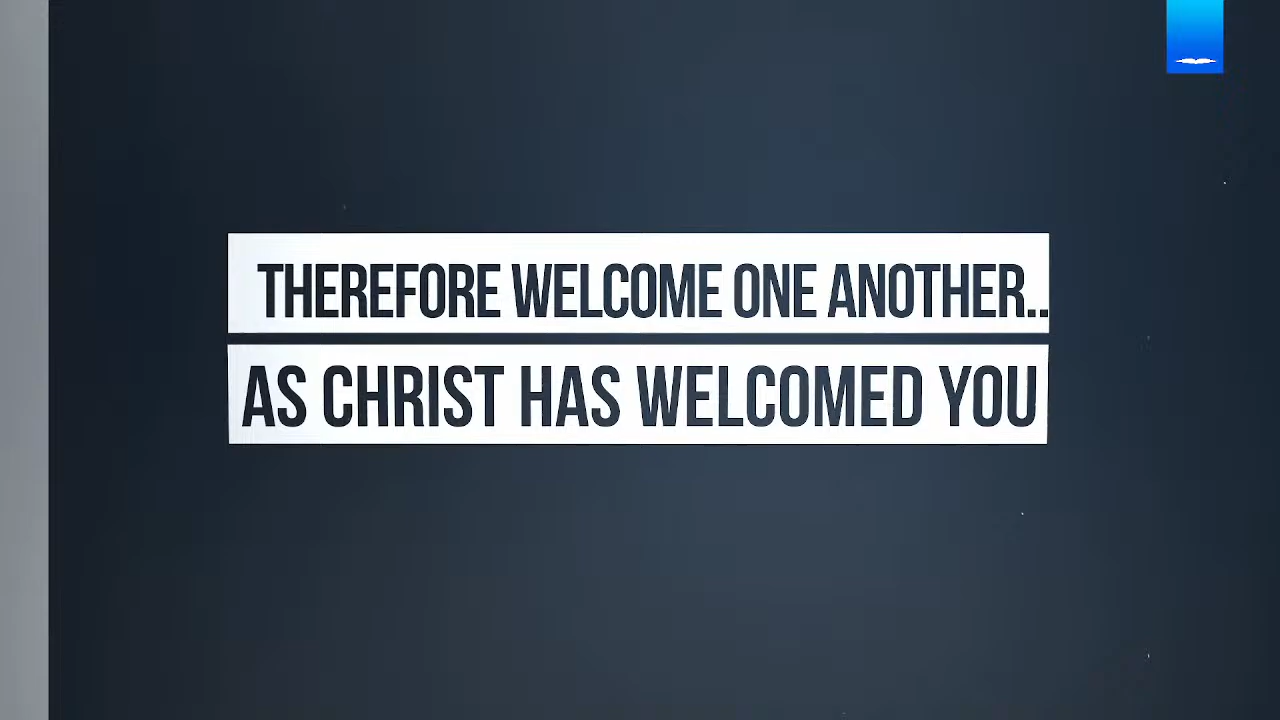 THEREFORE WELCOME ONE ANOTHER..
AS CHRIST HAS WELCOMED YOU